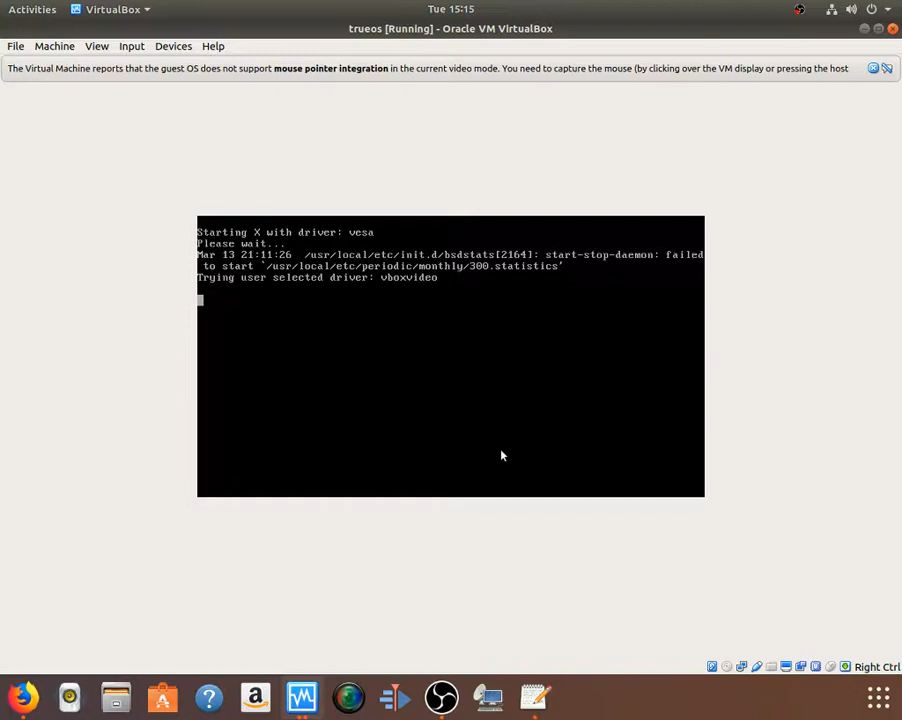 Activities VirtualBox Tue 15:15
trueos [Running] - Oracle VM VirtualBox
File Machine View Input Devices Help
The Virtual Machine reports that the guest OS does not support mouse pointer integration in the current video mode. You need to capture the mouse (by clicking over the VM display or pressing the host
Starting X with driver: vesa
Please wait...
Mar 13 21:11:26 /usr/local/etc/init.d/bsdstats[2164]: start-stop-daemon: failed
to start `/usr/local/etc/periodic/monthly/300.statistics'
Trying user selected driver: vboxvideo
Right Ctrl